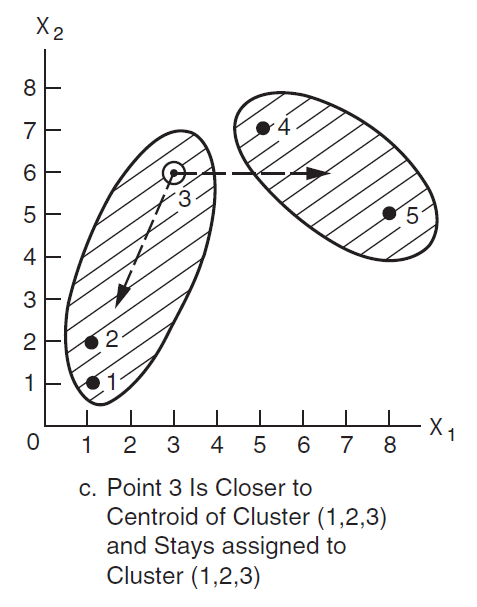 X2
8
7
6
5
4
3
2
1
4
5
3
2
1
0
1 2 3 4 5 6 7 8
X1
c. Point 3 Is Closer to
Centroid of Cluster (1,2,3)
and Stays assigned to
Cluster (1,2,3)